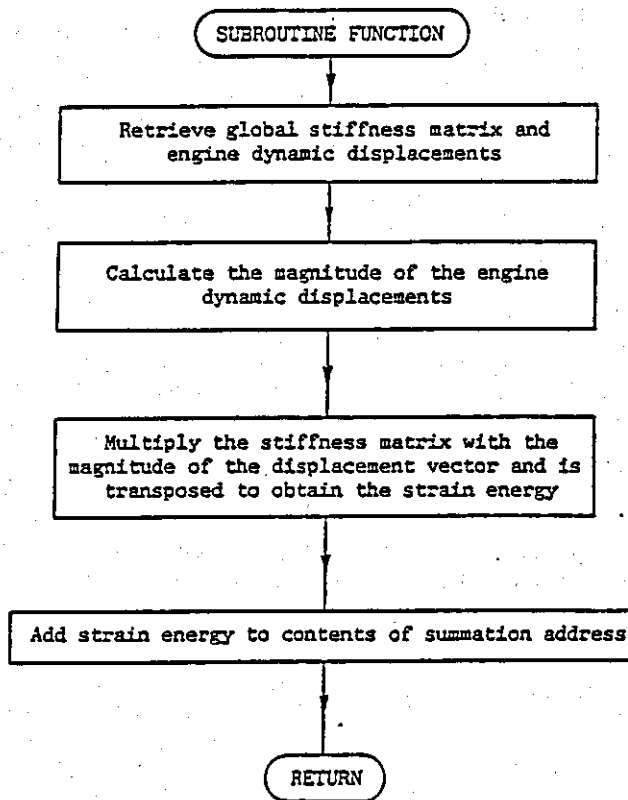 SUBROUTINE FUNCTION
Retrieve global stiffness matrix and
engine dynamic displacements
Calculate the magnitude of the engine
dynamic displacements
Multiply the stiffness matrix with the
magnitude of the displacement vector and is
transposed to obtain the strain energy
Add strain energy to contents of summation address
RETURN